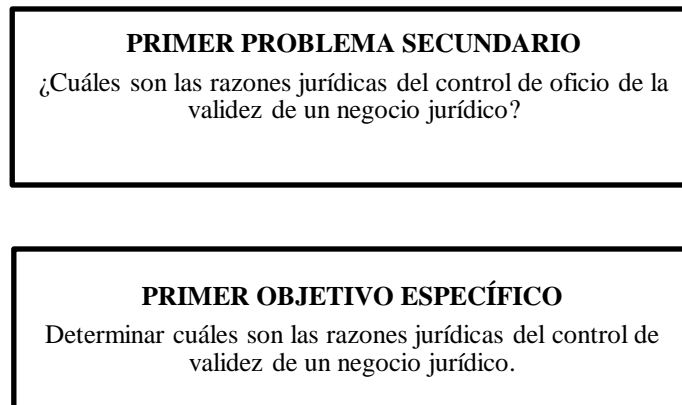 PRIMER PROBLEMA SECUNDARIO
¿Cuáles son las razones jurídicas del control de oficio de la
validez de un negocio jurídico?
PRIMER OBJETIVO ESPECÍFICO
Determinar cuáles son las razones jurídicas del control de
validez de un negocio jurídico.